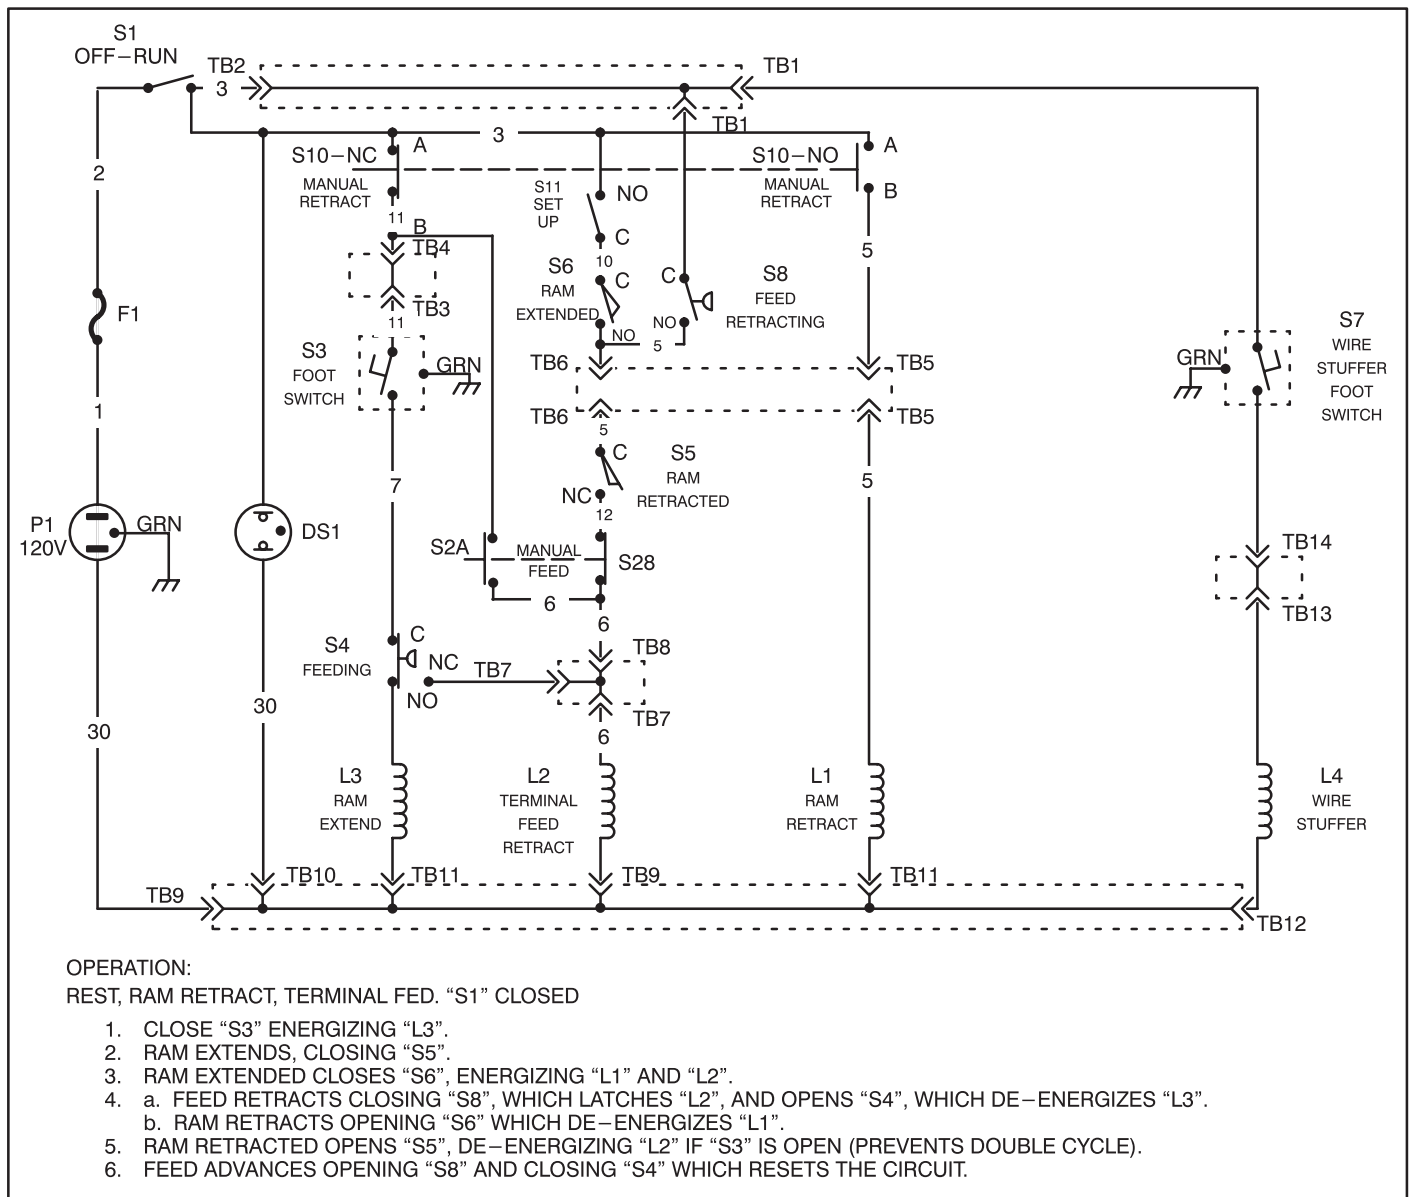 S1
OFF–RUN
TB2
3
TB1
TB1
3
2
S10–NC
A
MANUAL
RETRACT
11
B
TB4
TB3
11
S10–NO
A
MANUAL
RETRACT
B
S11
SET
UP
NO
C
10
5
S6
C
RAM
EXTENDED
NO
C
S8
FEED
RETRACTING
NO
5
F1
S3
FOOT
SWITCH
GRN
TB6
TB5
TB6
TB5
5
GRN
S7
WIRE
STUFFER
FOOT
SWITCH
1
7
C
S5
RAM
RETRACTED
NC
12
5
P1
120V
GRN
DS1
S2A
MANUAL
FEED
S28
6
6
TB14
TB13
S4
FEEDING
C
NC
NO
TB7
TB8
TB7
6
30
30
L3
RAM
EXTEND
L2
TERMINAL
FEED
RETRACT
L1
RAM
RETRACT
L4
WIRE
STUFFER
TB9
TB10
TB11
TB9
TB11
TB12
OPERATION:
REST, RAM RETRACT, TERMINAL FED. “S1” CLOSED
1. CLOSE “S3” ENERGIZING “L3”.
2. RAM EXTENDS, CLOSING “S5”.
3. RAM EXTENDED CLOSES “S6”, ENERGIZING “L1” AND “L2”.
4. a. FEED RETRACTS CLOSING “S8”, WHICH LATCHES “L2”, AND OPENS “S4”, WHICH DE–ENERGIZES “L3”.
b. RAM RETRACTS OPENING “S6” WHICH DE–ENERGIZES “L1”.
5. RAM RETRACTED OPENS “S5”, DE–ENERGIZING “L2” IF “S3” IS OPEN (PREVENTS DOUBLE CYCLE).
6. FEED ADVANCES OPENING “S8” AND CLOSING “S4” WHICH RESETS THE CIRCUIT.